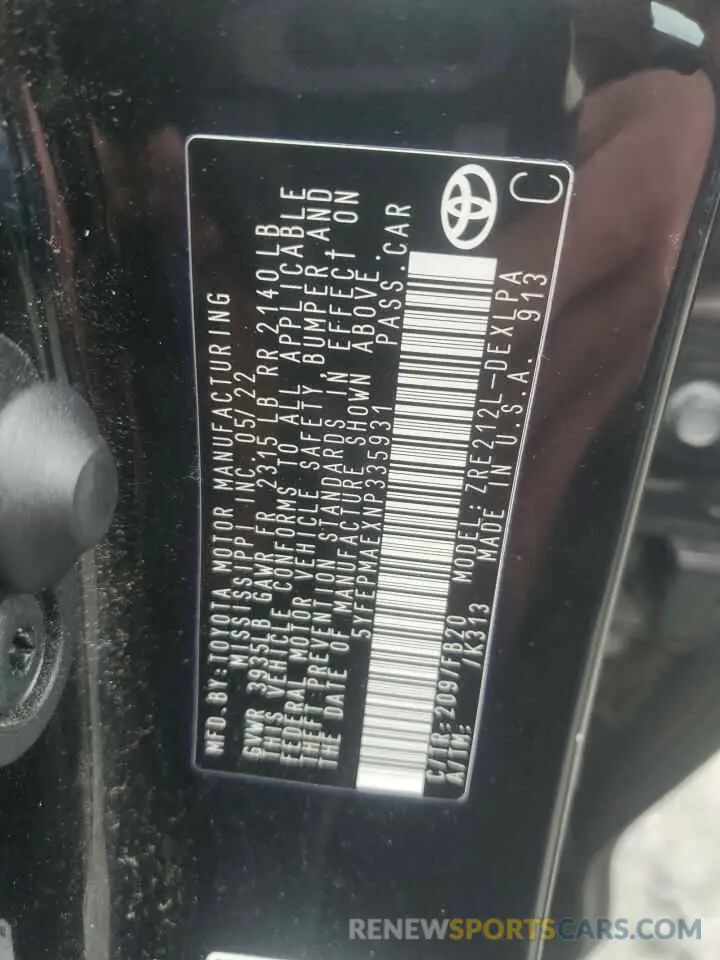 MFD. BY: TOYOTA MOTOR MANUFACTURING
MISSISSIPPI INC. 05/22
GVWR 3935LB GAWR FR 2315 LB RR 2140LB
THIS VEHICLE CONFORMS TO ALL APPLICABLE
FEDERAL MOTOR VEHICLE SAFETY, BUMPER, AND
THEFT PREVENTION STANDARDS IN EFFECT ON
THE DATE OF MANUFACTURE SHOWN ABOVE.
5YFEPMAEXNP335931 PASS.CAR
C/TR:209/FB20 MODEL:ZRE212L-DEXLPA
A/TM: /K313 MADE IN U.S.A. 913
C
RENEWSPORTSCARS.COM